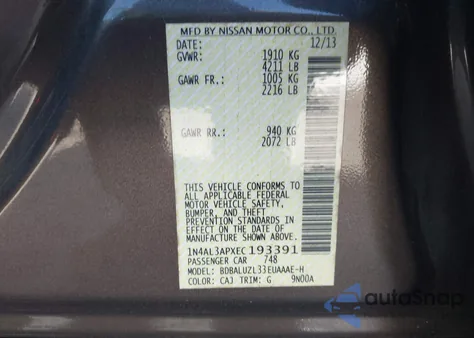 MFD BY NISSAN MOTOR CO., LTD.
DATE: 12/13
GVWR: 1910 KG
4211 LB
GAWR FR.: 1005 KG
2216 LB
GAWR RR.: 940 KG
2072 LB
THIS VEHICLE CONFORMS TO
ALL APPLICABLE FEDERAL
MOTOR VEHICLE SAFETY,
BUMPER, AND THEFT
PREVENTION STANDARDS IN
EFFECT ON THE DATE OF
MANUFACTURE SHOWN ABOVE.
1N4AL3APXEC193391
PASSENGER CAR 748
MODEL: BDBALUZL33EUAAAE-H
COLOR: CAJ TRIM: G 9N00A
autoSnap